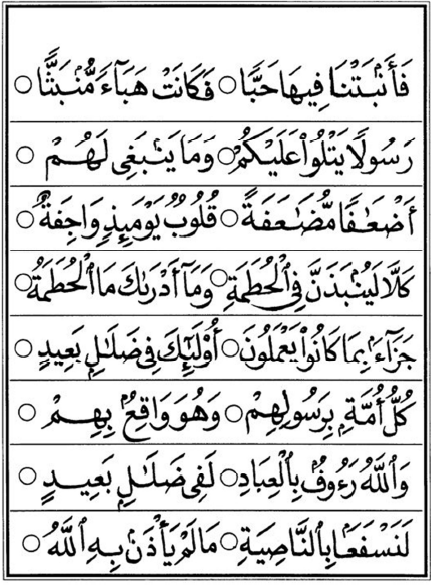 فَأَنۢبَتْنَا فِيهَا حَبًّا ○ فَكَانَتْ هَبَآءً مُّنۢبَثًّا ○
رَسُولًا يَتْلُوا۟ عَلَيْكُمْ ○ وَمَا يَنۢبَغِى لَهُمْ ○
أَضْعَٰفًا مُّضَٰعَفَةً ○ قُلُوبٌ يَوْمَئِذٍ وَاجِفَةٌ ○
كَلَّا لَيُنۢبَذَنَّ فِى ٱلْحُطَمَةِ ○ وَمَآ أَدْرَىٰكَ مَا ٱلْحُطَمَةُ ○
جَزَآءًۢ بِمَا كَانُوا۟ يَعْمَلُونَ ○ أُو۟لَٰٓئِكَ فِى ضَلَٰلٍۭ بَعِيدٍ ○
كُلُّ أُمَّةٍۭ بِرَسُولِهِمْ ○ وَهُوَ وَاقِعٌۢ بِهِمْ ○
وَٱللَّهُ رَءُوفٌۢ بِٱلْعِبَادِ ○ لَفِى ضَلَٰلٍۭ بَعِيدٍ ○
لَنَسْفَعًۢا بِٱلنَّاصِيَةِ ○ مَا لَمْ يَأْذَنۢ بِهِ ٱللَّهُ ○